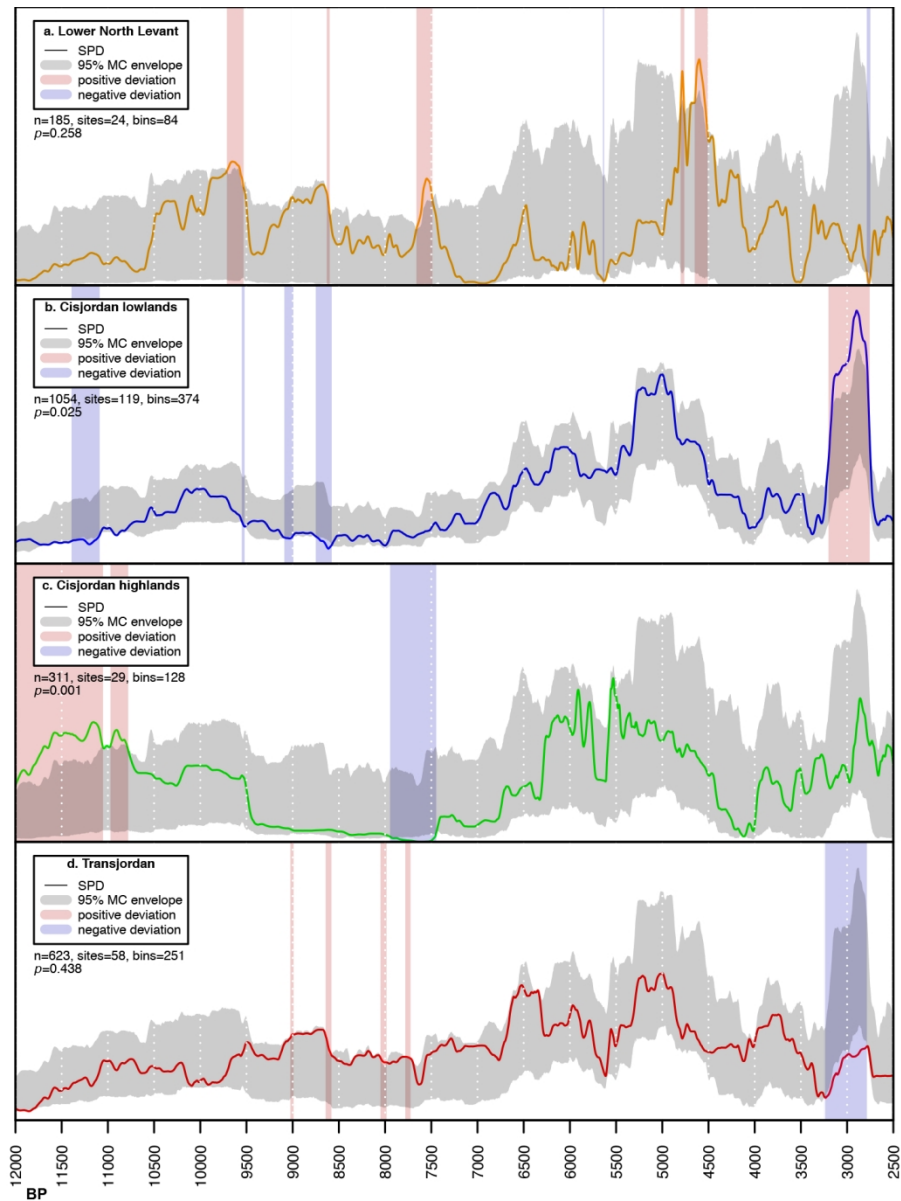 a. Lower North Levant
SPD
95% MC envelope
positive deviation
negative deviation
n=185, sites=24, bins=84
p=0.258
b. Cisjordan lowlands
SPD
95% MC envelope
positive deviation
negative deviation
n=1054, sites=119, bins=374
p=0.025
c. Cisjordan highlands
SPD
95% MC envelope
positive deviation
negative deviation
n=311, sites=29, bins=128
p=0.001
d. Transjordan
SPD
95% MC envelope
positive deviation
negative deviation
n=623, sites=58, bins=251
p=0.438
12000 11500 11000 10500 10000 9500 9000 8500 8000 7500 7000 6500 6000 5500 5000 4500 4000 3500 3000 2500
BP